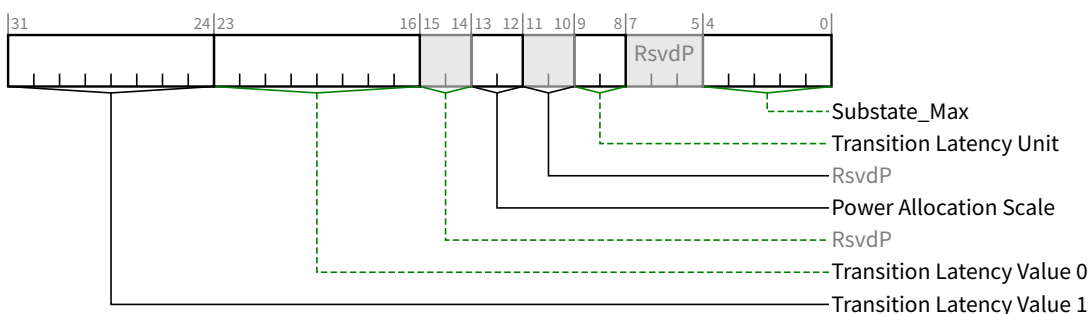 31 24 23 16 15 14 13 12 11 10 9 8 7 5 4 0
RsvdP
Substate_Max
Transition Latency Unit
RsvdP
Power Allocation Scale
RsvdP
Transition Latency Value 0
Transition Latency Value 1